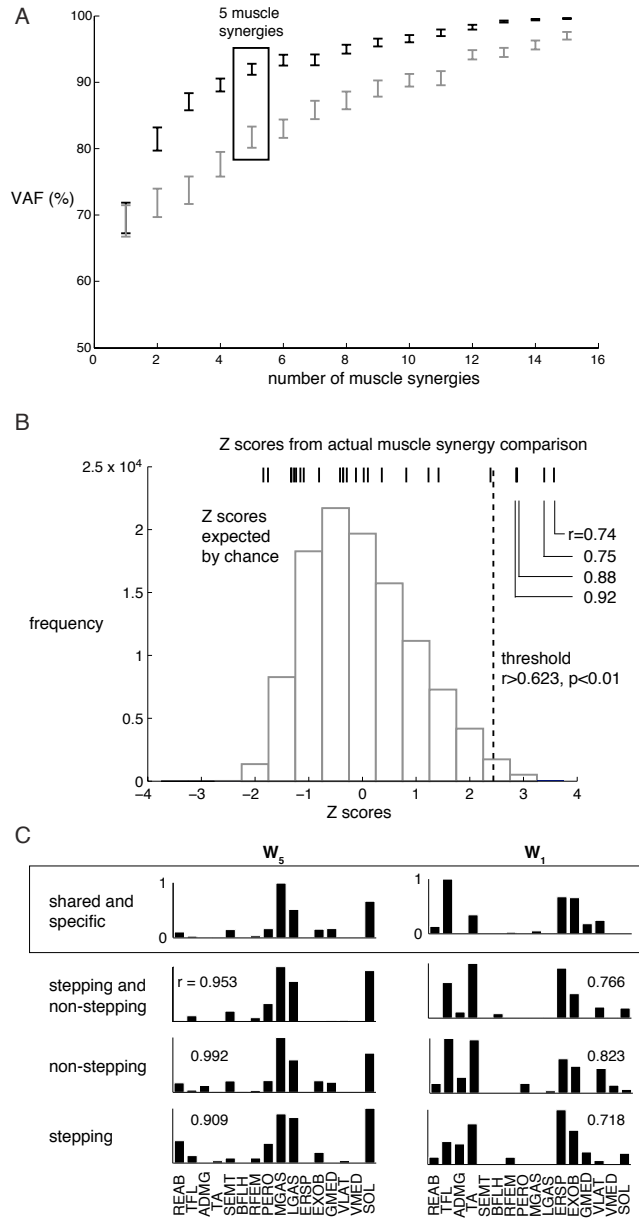 A
5 muscle
synergies
100
90
80
VAF (%)
70
60
50
0 2 4 6 8 10 12 14 16
number of muscle synergies
B
Z scores from actual muscle synergy comparison
2.5 x 10⁴
Z scores
expected
by chance
2
r=0.74
0.75
0.88
0.92
1.5
frequency
1
threshold
r>0.623, p<0.01
0.5
0
−4 −3 −2 −1 0 1 2 3 4
Z scores
C
W₅ W₁
shared and
specific
1 1
0 0
stepping and
non-stepping
r = 0.953 0.766
non-stepping
0.992 0.823
stepping
0.909 0.718
REAB TFL ADMG TA SEMT BFLH RFEM PERO MGAS LGAS ERSP EXOB GMED VLAT VMED SOL
REAB TFL ADMG TA SEMT BFLH RFEM PERO MGAS LGAS ERSP EXOB GMED VLAT VMED SOL